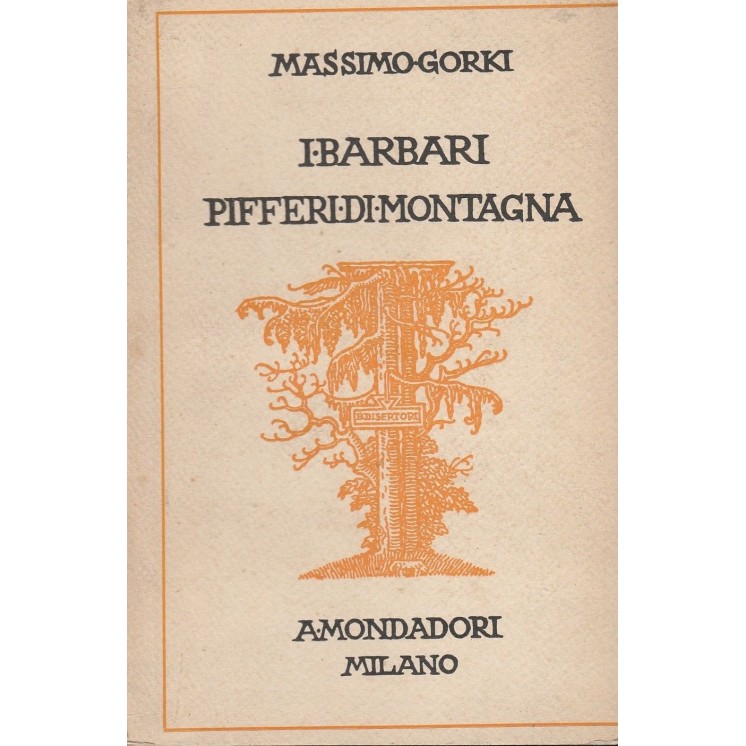 MASSIMO·GORKI
I·BARBARI
PIFFERI·DI·MONTAGNA
B·DISERTORI
A·MONDADORI
MILANO